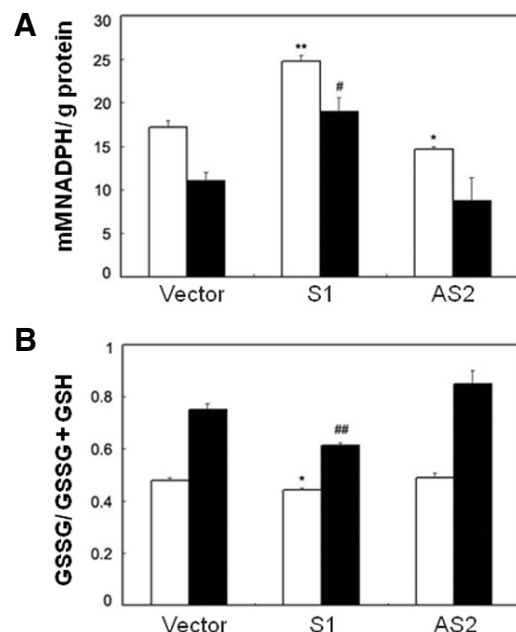 A
mMNADPH/ g protein
30
25
20
15
10
5
0
**
#
*
Vector
S1
AS2
B
GSSG/ GSSG + GSH
1
0.8
0.6
0.4
0.2
0
*
##
Vector
S1
AS2